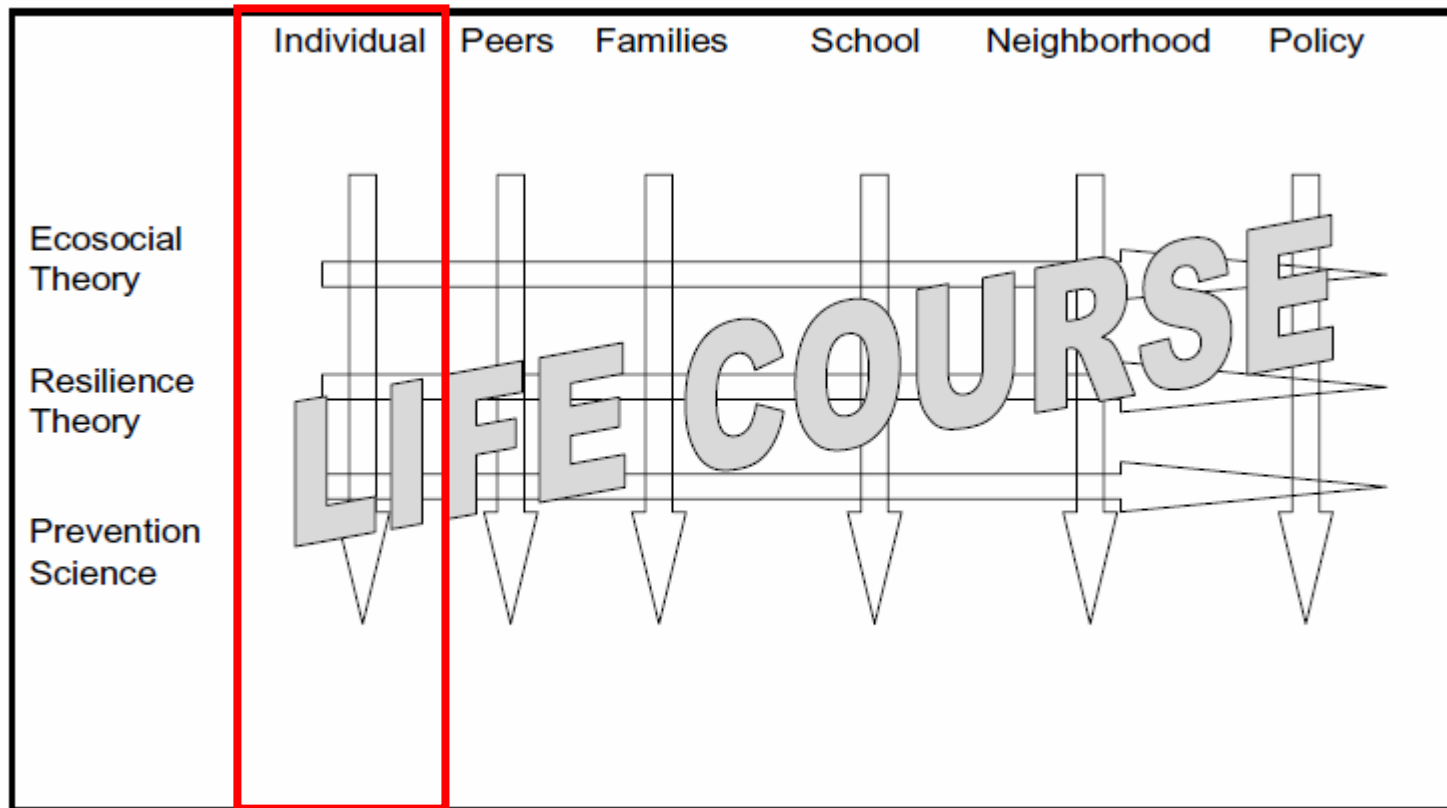 Individual Peers Families School Neighborhood Policy
Ecosocial
Theory
Resilience
Theory
Prevention
Science
LIFE COURSE